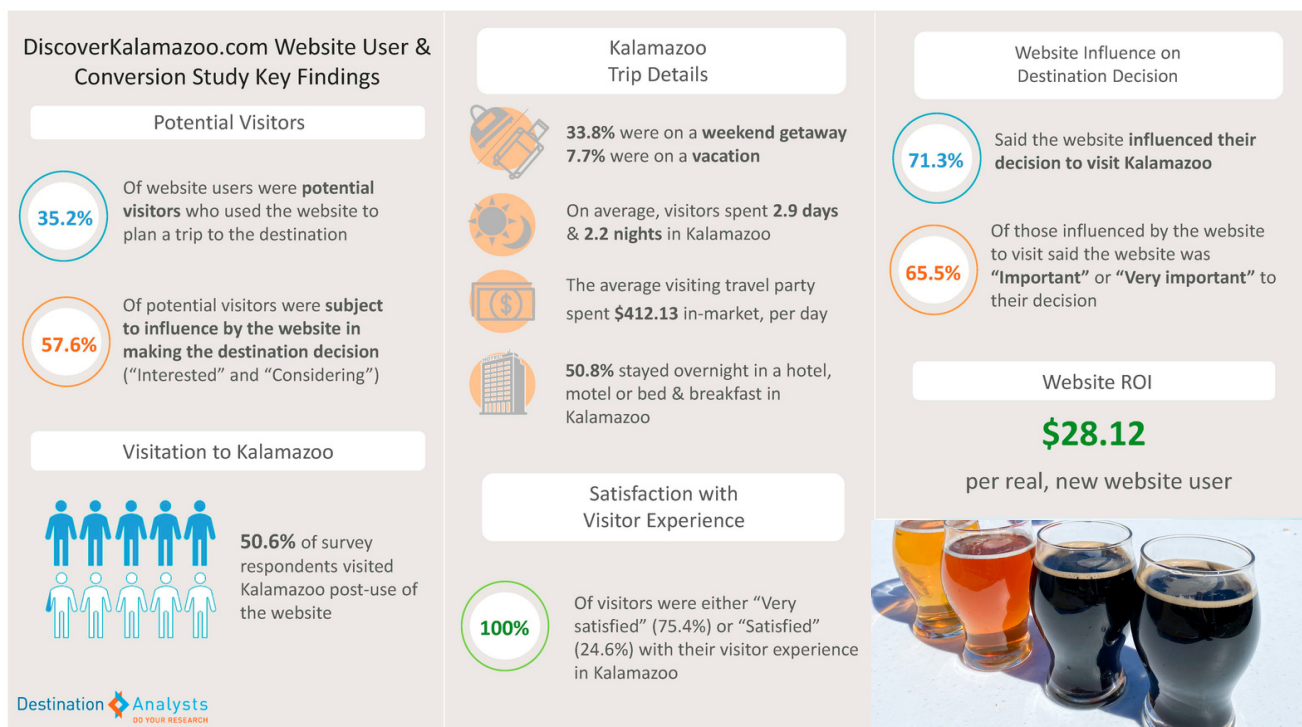 DiscoverKalamazoo.com Website User &
Conversion Study Key Findings
Potential Visitors
35.2%
Of website users were potential
visitors who used the website to
plan a trip to the destination
57.6%
Of potential visitors were subject
to influence by the website in
making the destination decision
(“Interested” and “Considering”)
Visitation to Kalamazoo
50.6% of survey
respondents visited
Kalamazoo post-use of
the website
Destination Analysts
DO YOUR RESEARCH
Kalamazoo
Trip Details
33.8% were on a weekend getaway
7.7% were on a vacation
On average, visitors spent 2.9 days
& 2.2 nights in Kalamazoo
The average visiting travel party
spent $412.13 in-market, per day
50.8% stayed overnight in a hotel,
motel or bed & breakfast in
Kalamazoo
Satisfaction with
Visitor Experience
100%
Of visitors were either “Very
satisfied” (75.4%) or “Satisfied”
(24.6%) with their visitor experience
in Kalamazoo
Website Influence on
Destination Decision
71.3%
Said the website influenced their
decision to visit Kalamazoo
65.5%
Of those influenced by the website
to visit said the website was
“Important” or “Very important” to
their decision
Website ROI
$28.12
per real, new website user